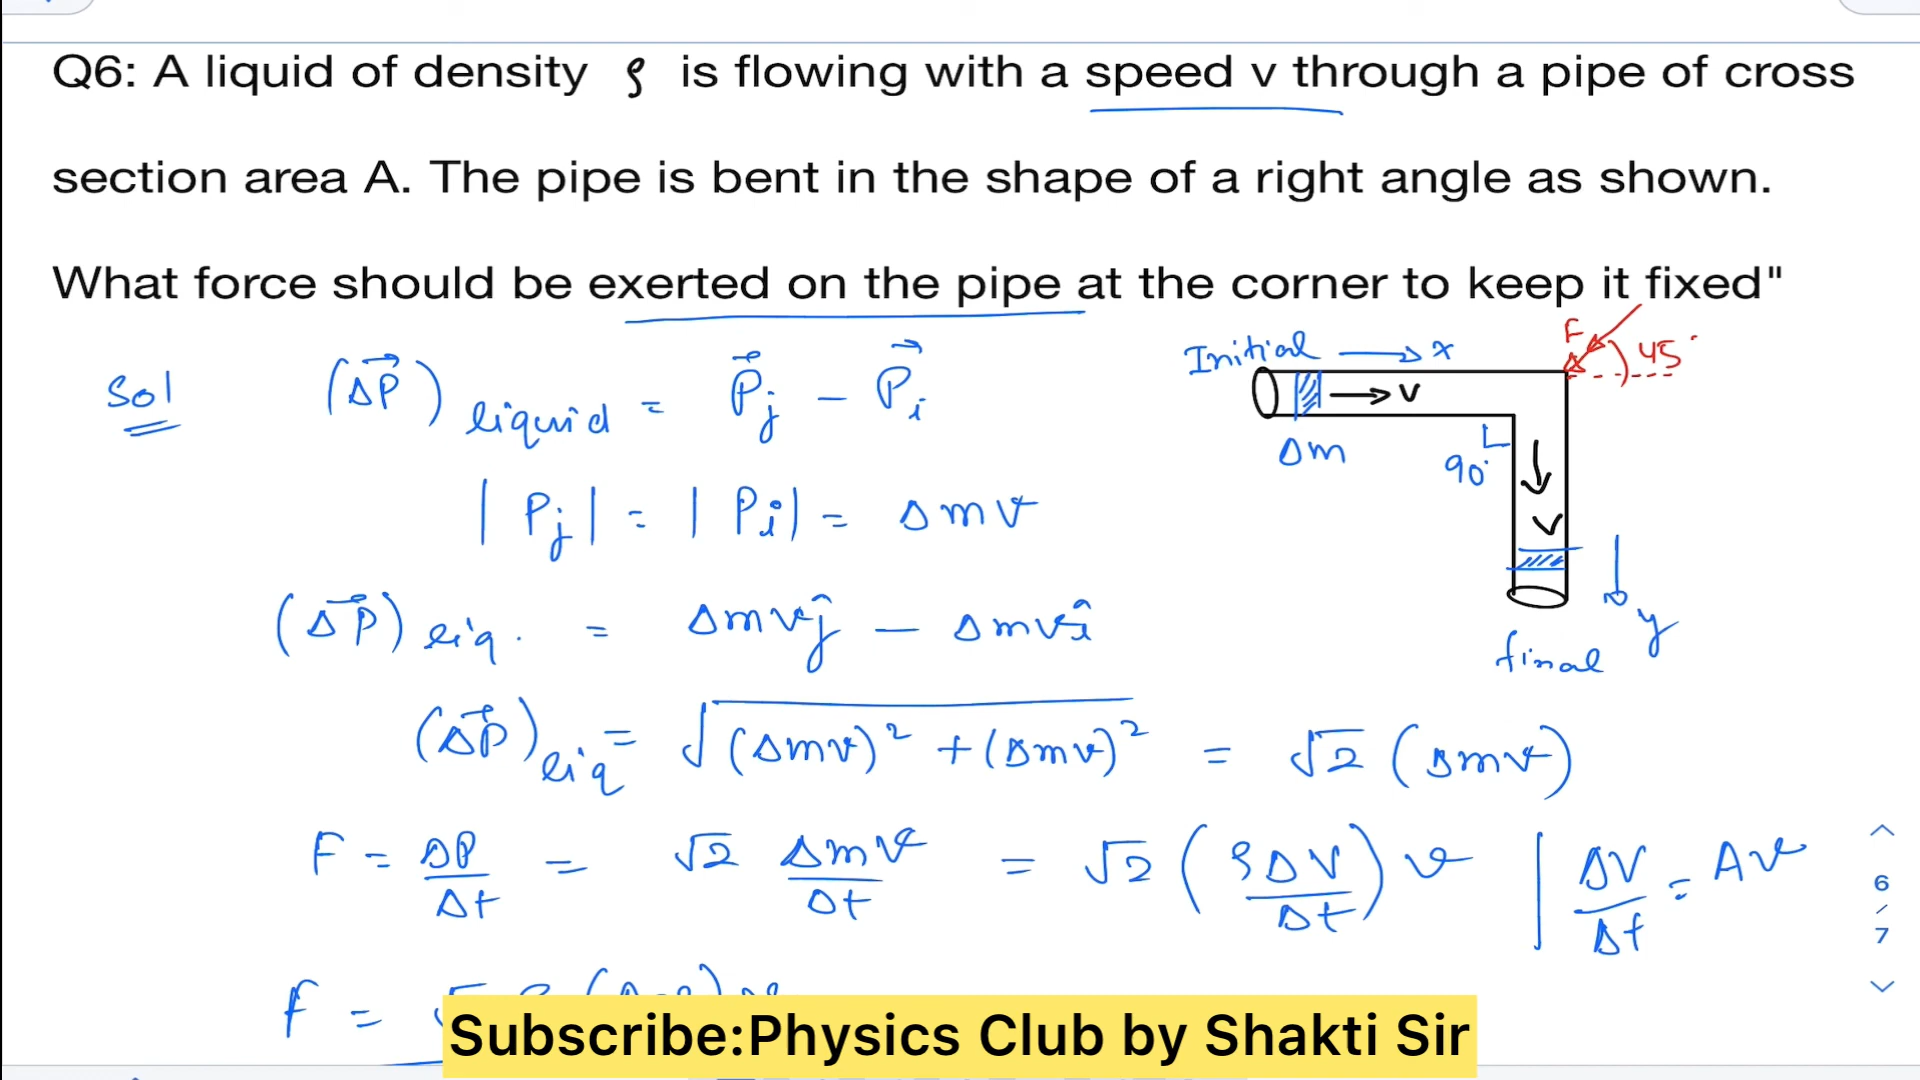 Q6: A liquid of density ρ is flowing with a speed v through a pipe of cross
section area A. The pipe is bent in the shape of a right angle as shown.
What force should be exerted on the pipe at the corner to keep it fixed"
Initial → x
F
45°
→ v
Δm
90°
v
y
final
Sol (ΔP⃗) liquid = P⃗j - P⃗i
|Pj| = |Pi| = Δmv
(ΔP⃗) liq. = Δmvĵ - Δmvî
(ΔP⃗) liq = √(Δmv)² + (Δmv)² = √2 (Δmv)
F = ΔP/Δt = √2 Δmv/Δt = √2 (ρΔV/Δt) v | ΔV/Δt = Av
F =
6
/
7
Subscribe:Physics Club by Shakti Sir